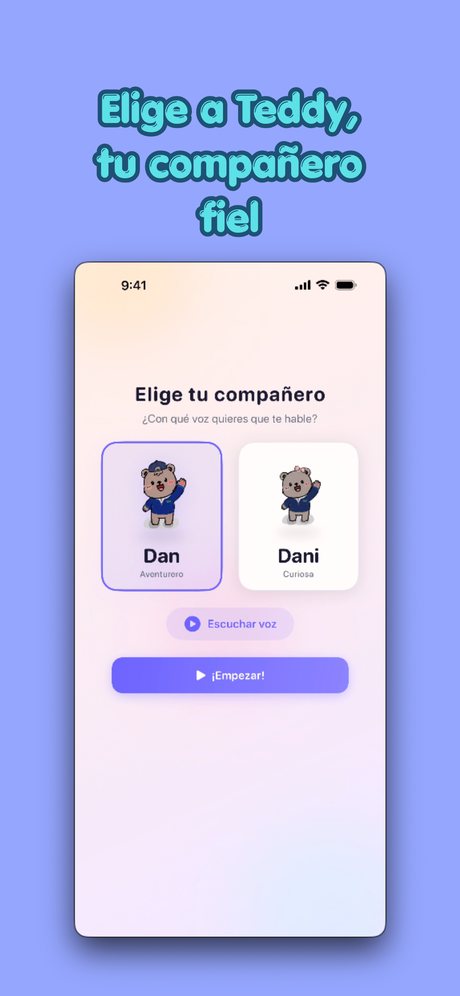 Elige a Teddy,
tu compañero
fiel
9:41
Elige tu compañero
¿Con qué voz quieres que te hable?
Dan
Aventurero
Dani
Curiosa
Escuchar voz
¡Empezar!